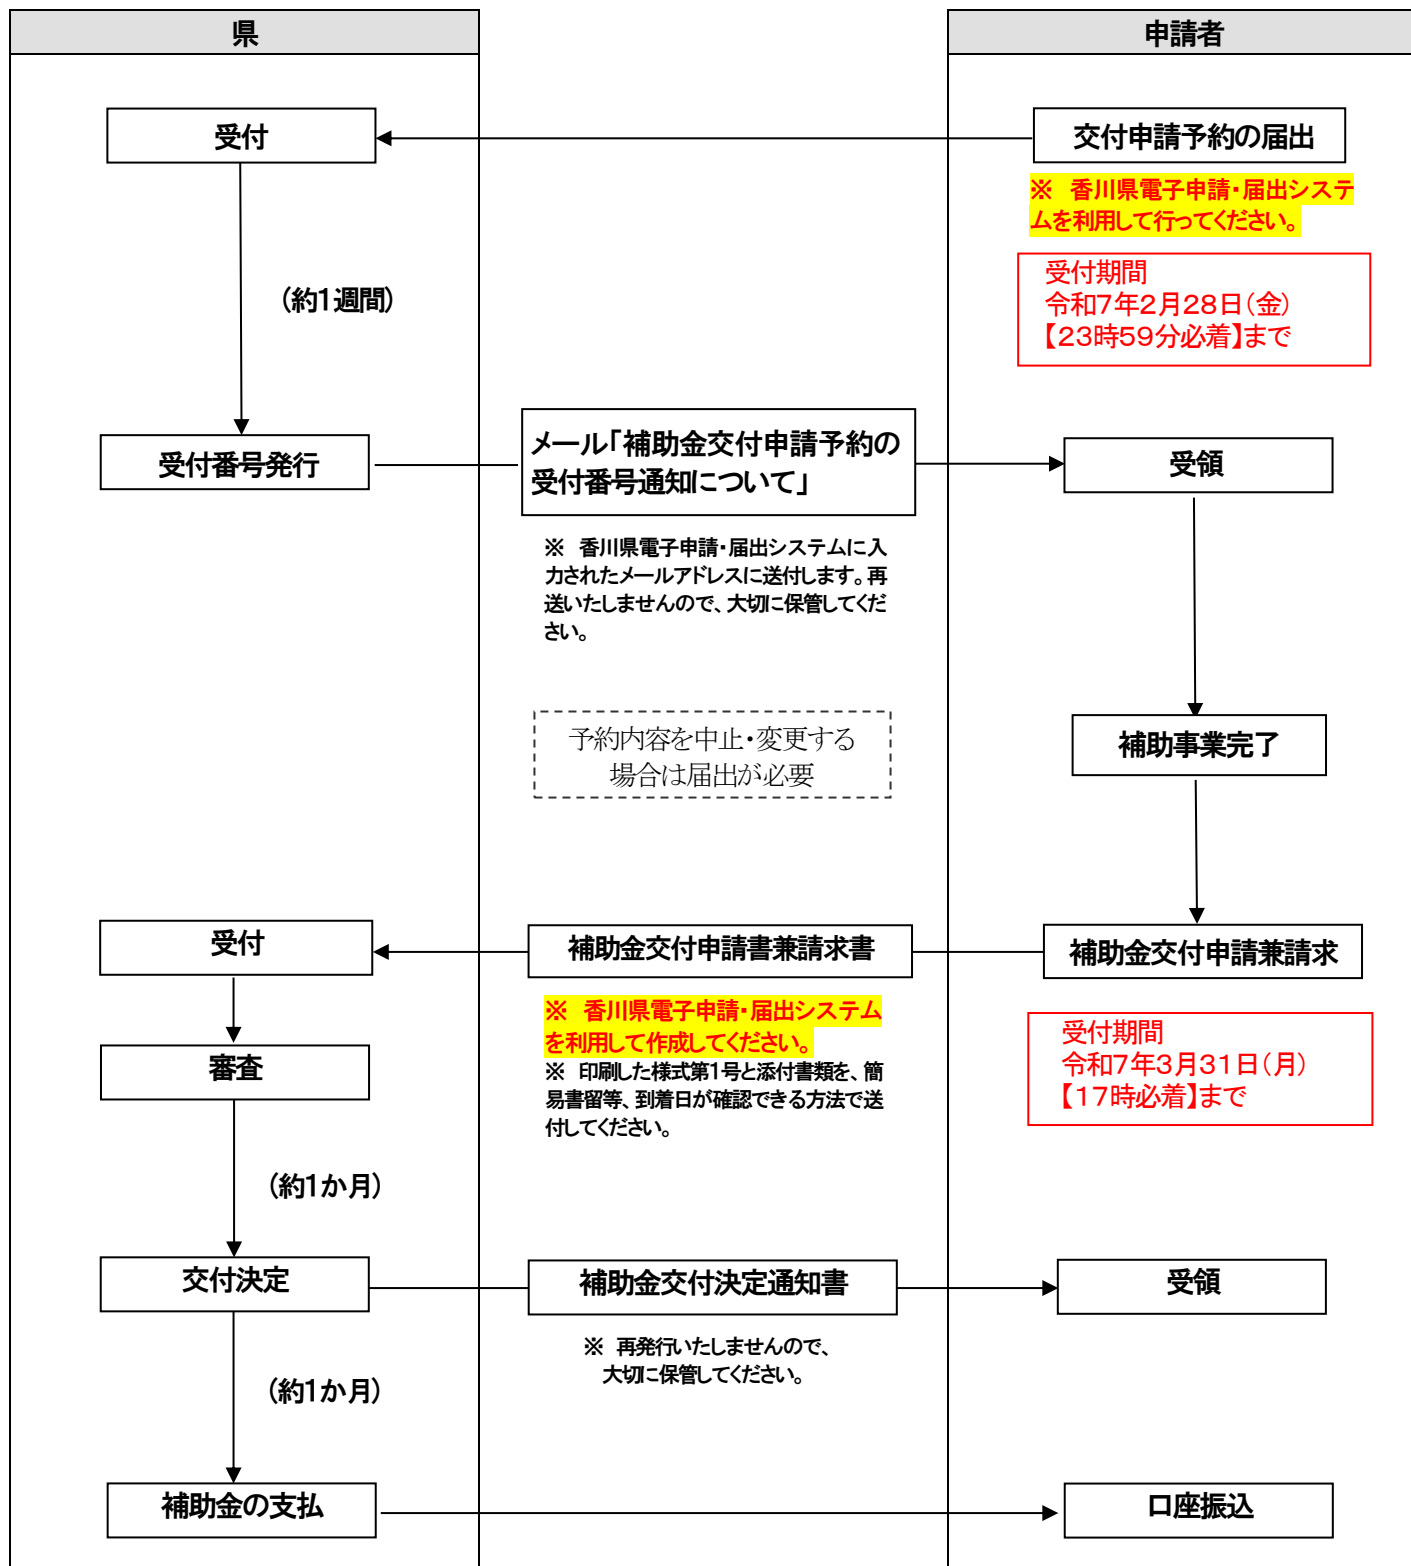 県
申請者
受付
交付申請予約の届出
※　香川県電子申請・届出システ
ムを利用して行ってください。
受付期間
令和7年2月28日（金）
【23時59分必着】まで
（約1週間）
受付番号発行
メール「補助金交付申請予約の
受付番号通知について」
受領
※　香川県電子申請・届出システムに入
力されたメールアドレスに送付します。再
送いたしませんので、大切に保管してくだ
さい。
予約内容を中止・変更する
場合は届出が必要
補助事業完了
受付
補助金交付申請書兼請求書
補助金交付申請兼請求
※　香川県電子申請・届出システム
を利用して作成してください。
※　印刷した様式第1号と添付書類を、簡
易書留等、到着日が確認できる方法で送
付してください。
受付期間
令和7年3月31日（月）
【17時必着】まで
審査
（約1か月）
交付決定
補助金交付決定通知書
受領
※　再発行いたしませんので、
大切に保管してください。
（約1か月）
補助金の支払
口座振込